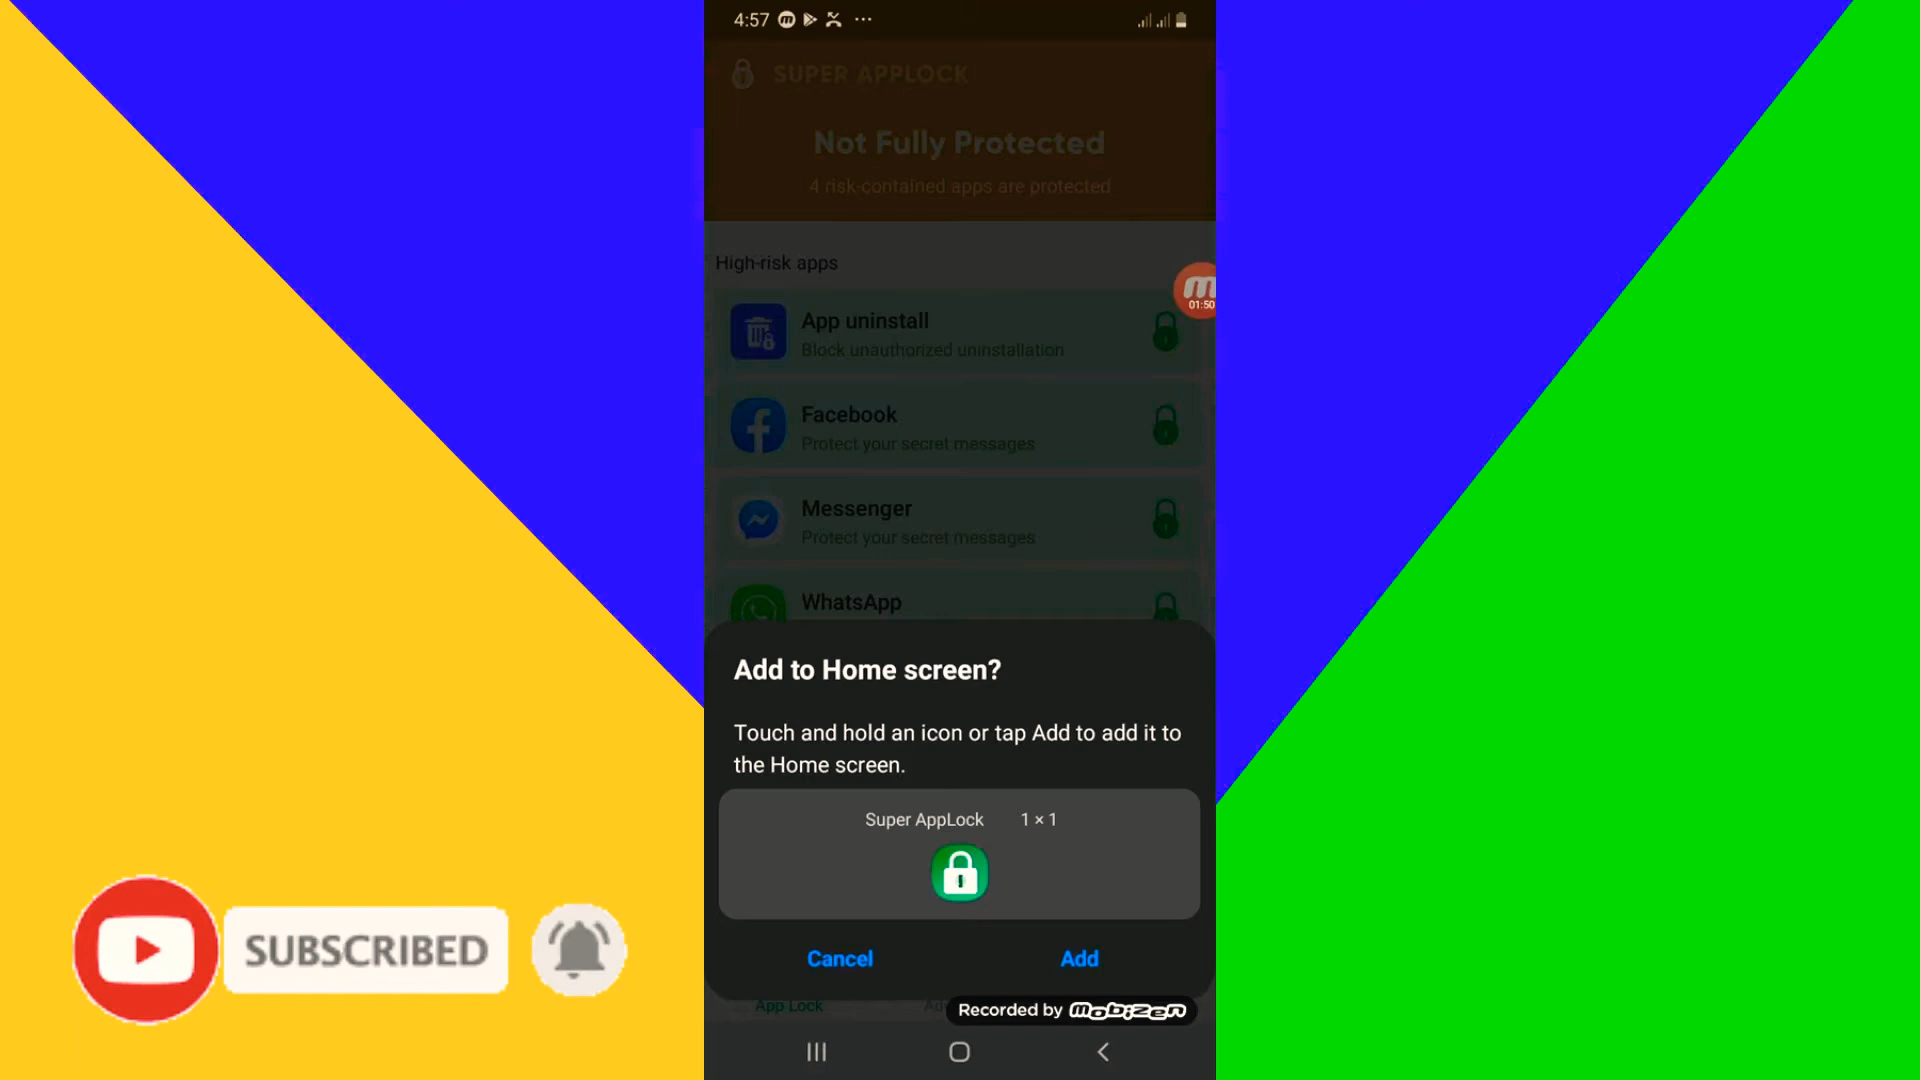 4:57
SUPER APPLOCK
Not Fully Protected
4 risk-contained apps are protected
High-risk apps
01:50
App uninstall
Block unauthorized uninstallation
Facebook
Protect your secret messages
Messenger
Protect your secret messages
WhatsApp
Add to Home screen?
Touch and hold an icon or tap Add to add it to
the Home screen.
Super AppLock 1 × 1
SUBSCRIBED
Cancel Add
App Lock
Recorded by mobizen